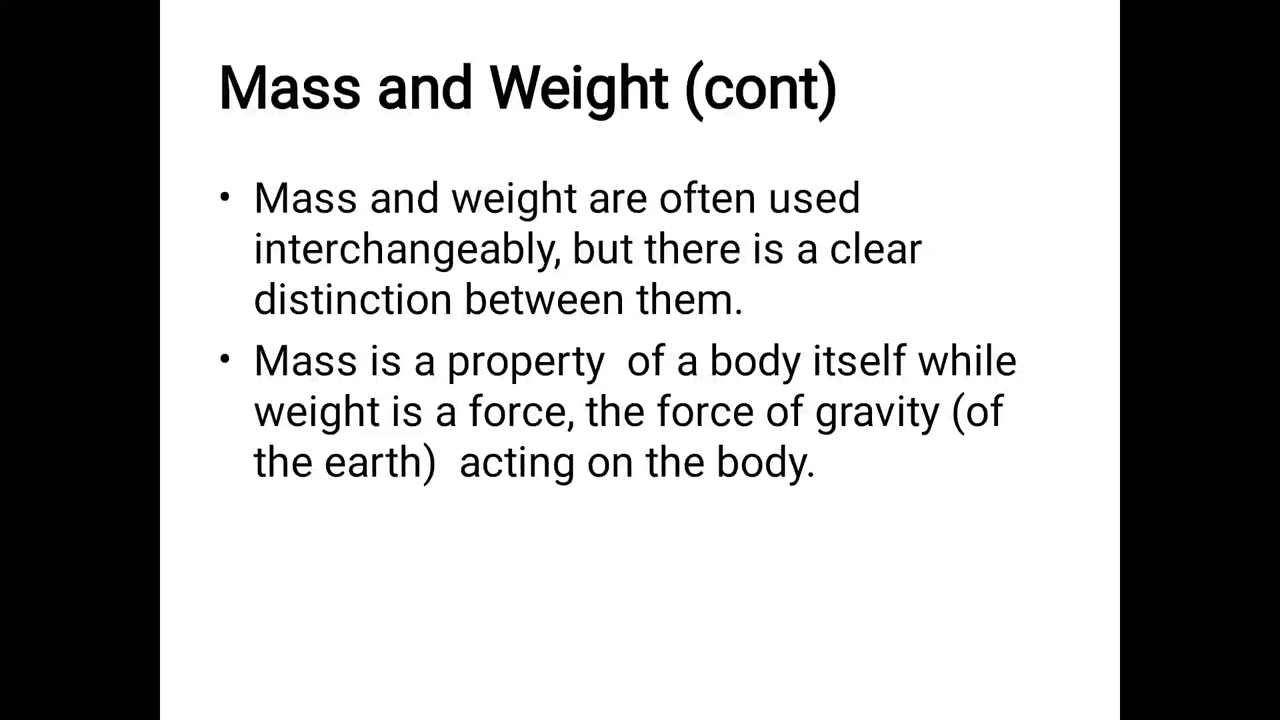 Mass and Weight (cont)
• Mass and weight are often used
interchangeably, but there is a clear
distinction between them.
• Mass is a property  of a body itself while
weight is a force, the force of gravity (of
the earth)  acting on the body.